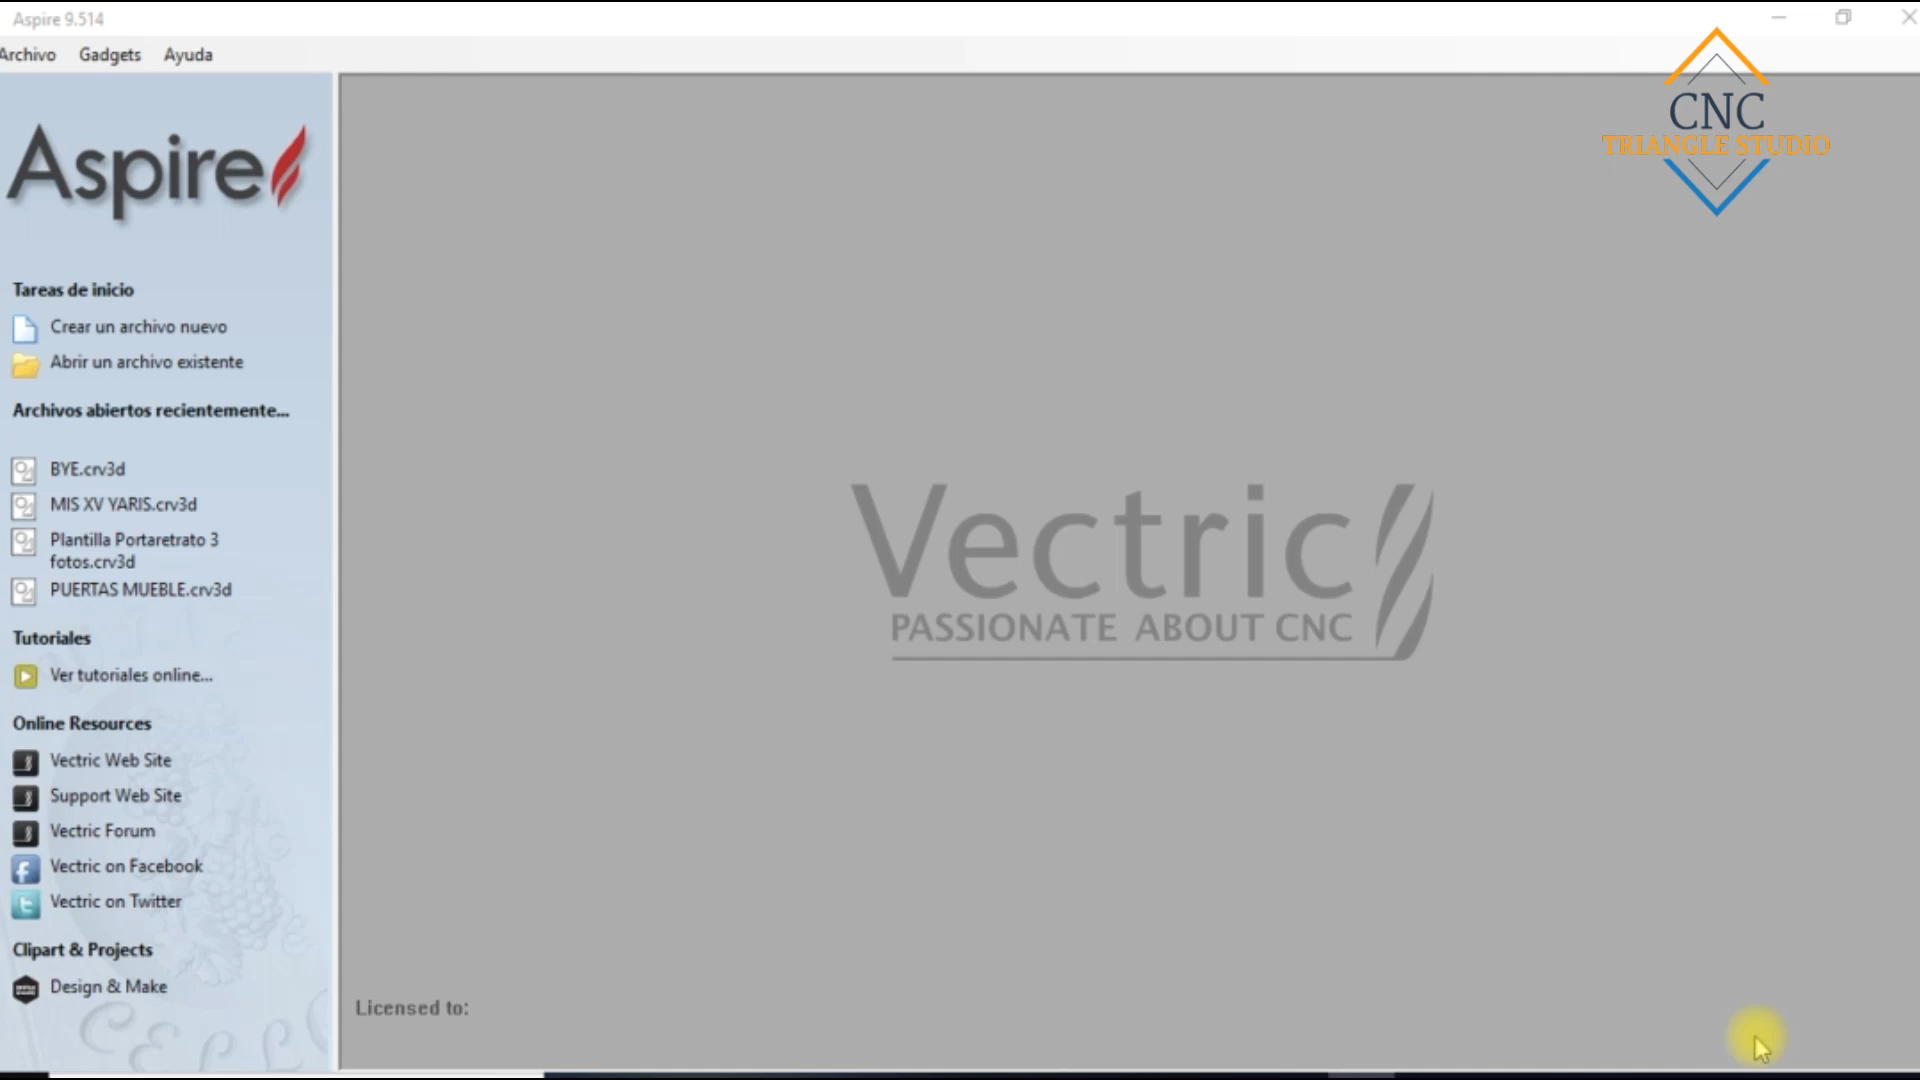 Aspire 9.514
Archivo Gadgets Ayuda
CNC
TRIANGLE STUDIO
Aspire
Tareas de inicio
Crear un archivo nuevo
Abrir un archivo existente
Archivos abiertos recientemente...
BYE.crv3d
MIS XV YARIS.crv3d
Plantilla Portaretrato 3
fotos.crv3d
PUERTAS MUEBLE.crv3d
Tutoriales
Ver tutoriales online...
Online Resources
Vectric Web Site
Support Web Site
Vectric Forum
Vectric on Facebook
Vectric on Twitter
Clipart & Projects
Design & Make
Vectric
PASSIONATE ABOUT CNC
Licensed to: